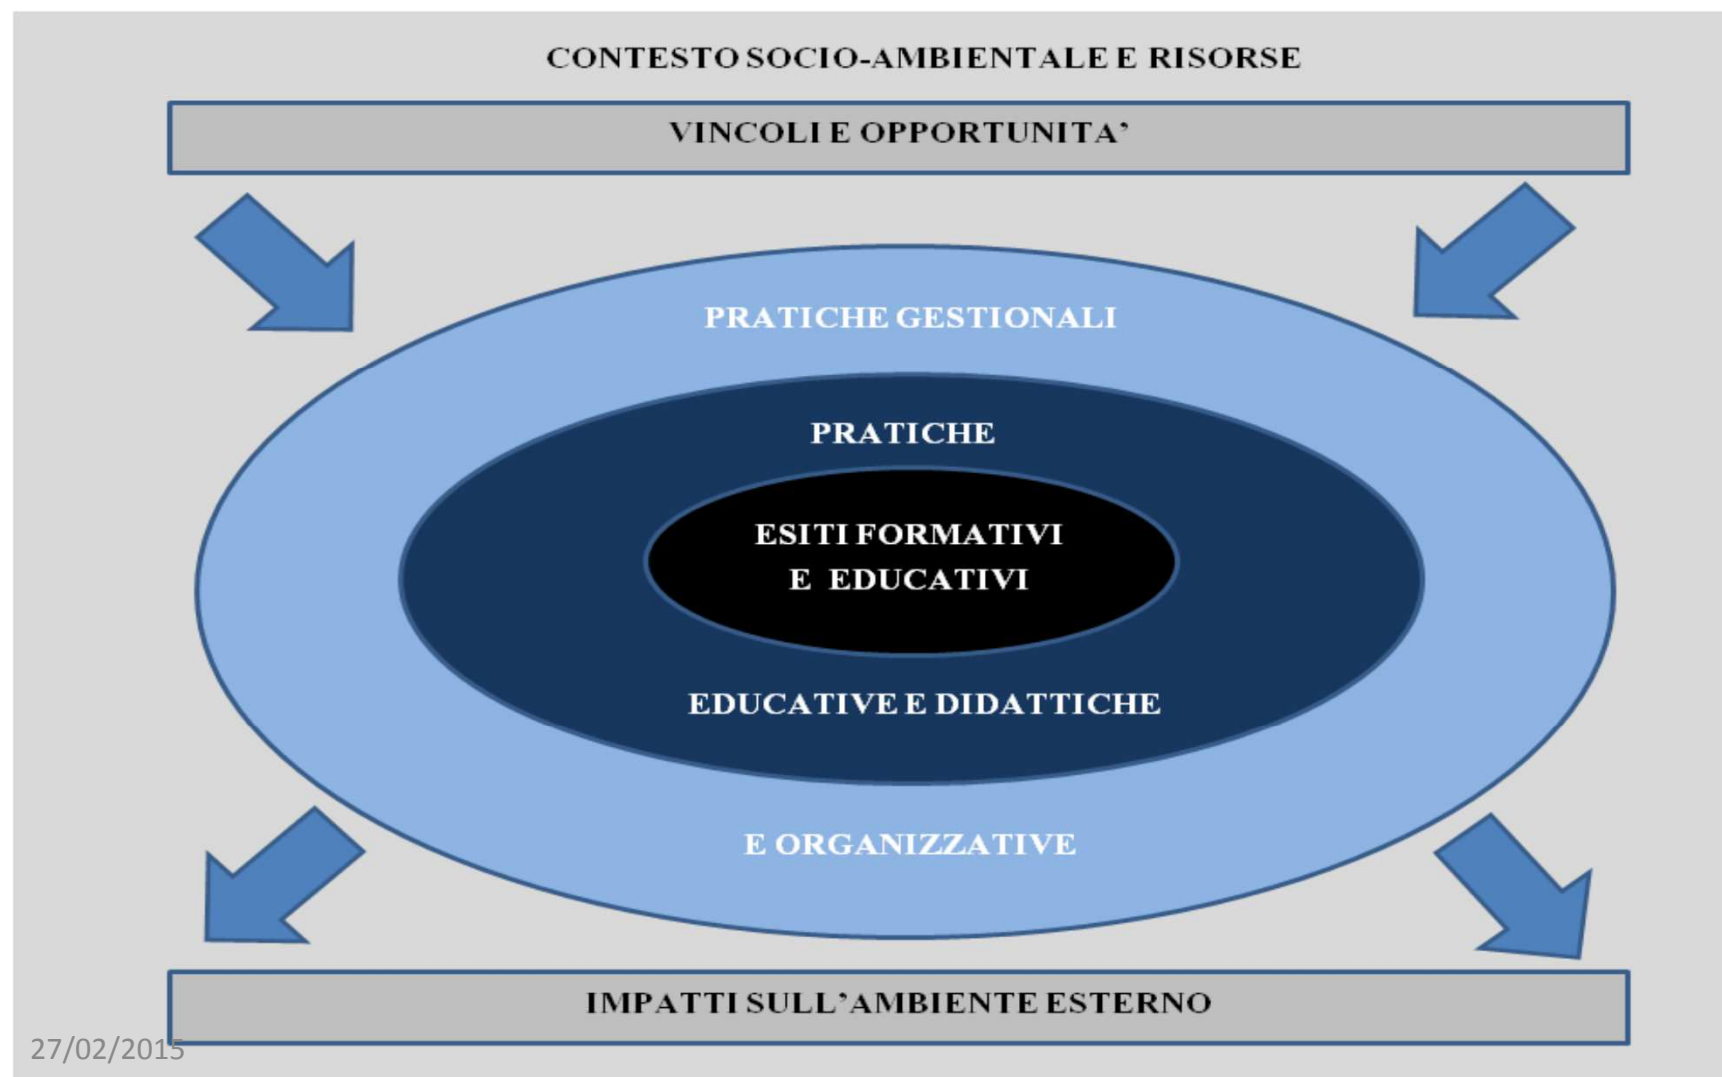 CONTESTO SOCIO-AMBIENTALE E RISORSE
VINCOLI E OPPORTUNITA’
PRATICHE GESTIONALI
PRATICHE
ESITI FORMATIVI
E EDUCATIVI
EDUCATIVE E DIDATTICHE
E ORGANIZZATIVE
IMPATTI SULL’AMBIENTE ESTERNO
27/02/2015